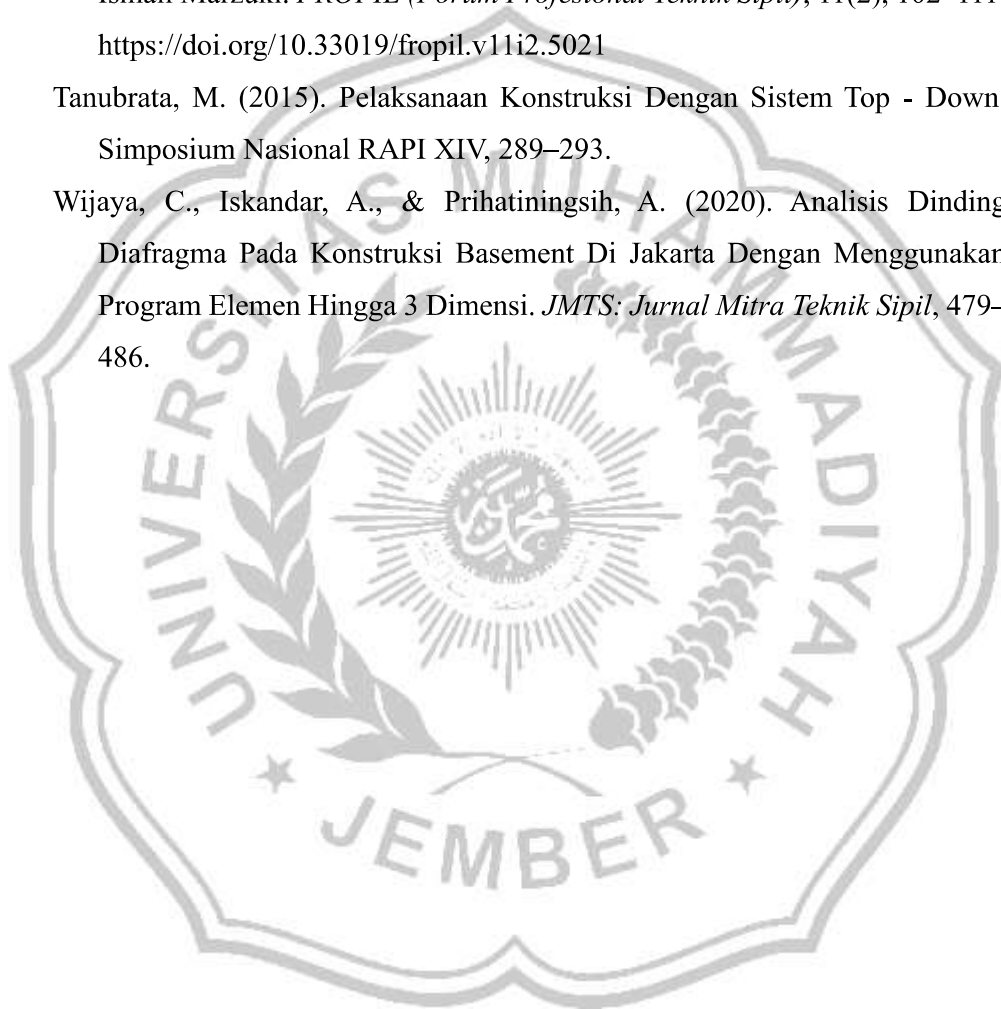 https://doi.org/10.33019/fropil.v11i2.5021
Tanubrata, M. (2015). Pelaksanaan Konstruksi Dengan Sistem Top - Down
Simposium Nasional RAPI XIV, 289–293.
Wijaya, C., Iskandar, A., & Prihatiningsih, A. (2020). Analisis Dinding
Diafragma Pada Konstruksi Basement Di Jakarta Dengan Menggunakan
Program Elemen Hingga 3 Dimensi. JMTS: Jurnal Mitra Teknik Sipil, 479–
486.
UNIVERSITAS MUHAMMADIYAH
JEMBER